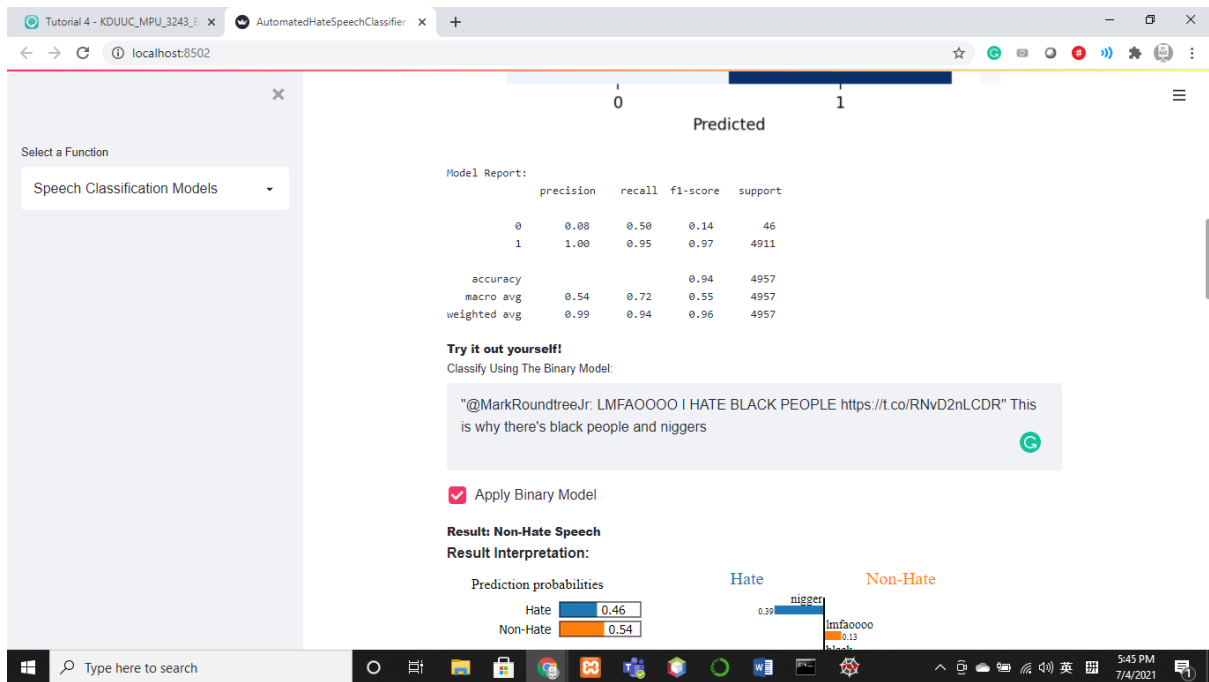 Tutorial 4 - KDUUC_MPU_3243_E
AutomatedHateSpeechClassifier
localhost:8502
0 1
Predicted
Select a Function
Speech Classification Models
Model Report:
precision recall f1-score support
0 0.08 0.50 0.14 46
1 1.00 0.95 0.97 4911
accuracy 0.94 4957
macro avg 0.54 0.72 0.55 4957
weighted avg 0.99 0.94 0.96 4957
Try it out yourself!
Classify Using The Binary Model:
"@MarkRoundtreeJr: LMFAOOOO I HATE BLACK PEOPLE https://t.co/RNvD2nLCDR" This
is why there's black people and niggers
Apply Binary Model
Result: Non-Hate Speech
Result Interpretation:
Prediction probabilities
Hate 0.46
Non-Hate 0.54
Hate Non-Hate
nigger
0.39
lmfaoooo
0.13
black
Type here to search
英
拼
5:45 PM
7/4/2021
1